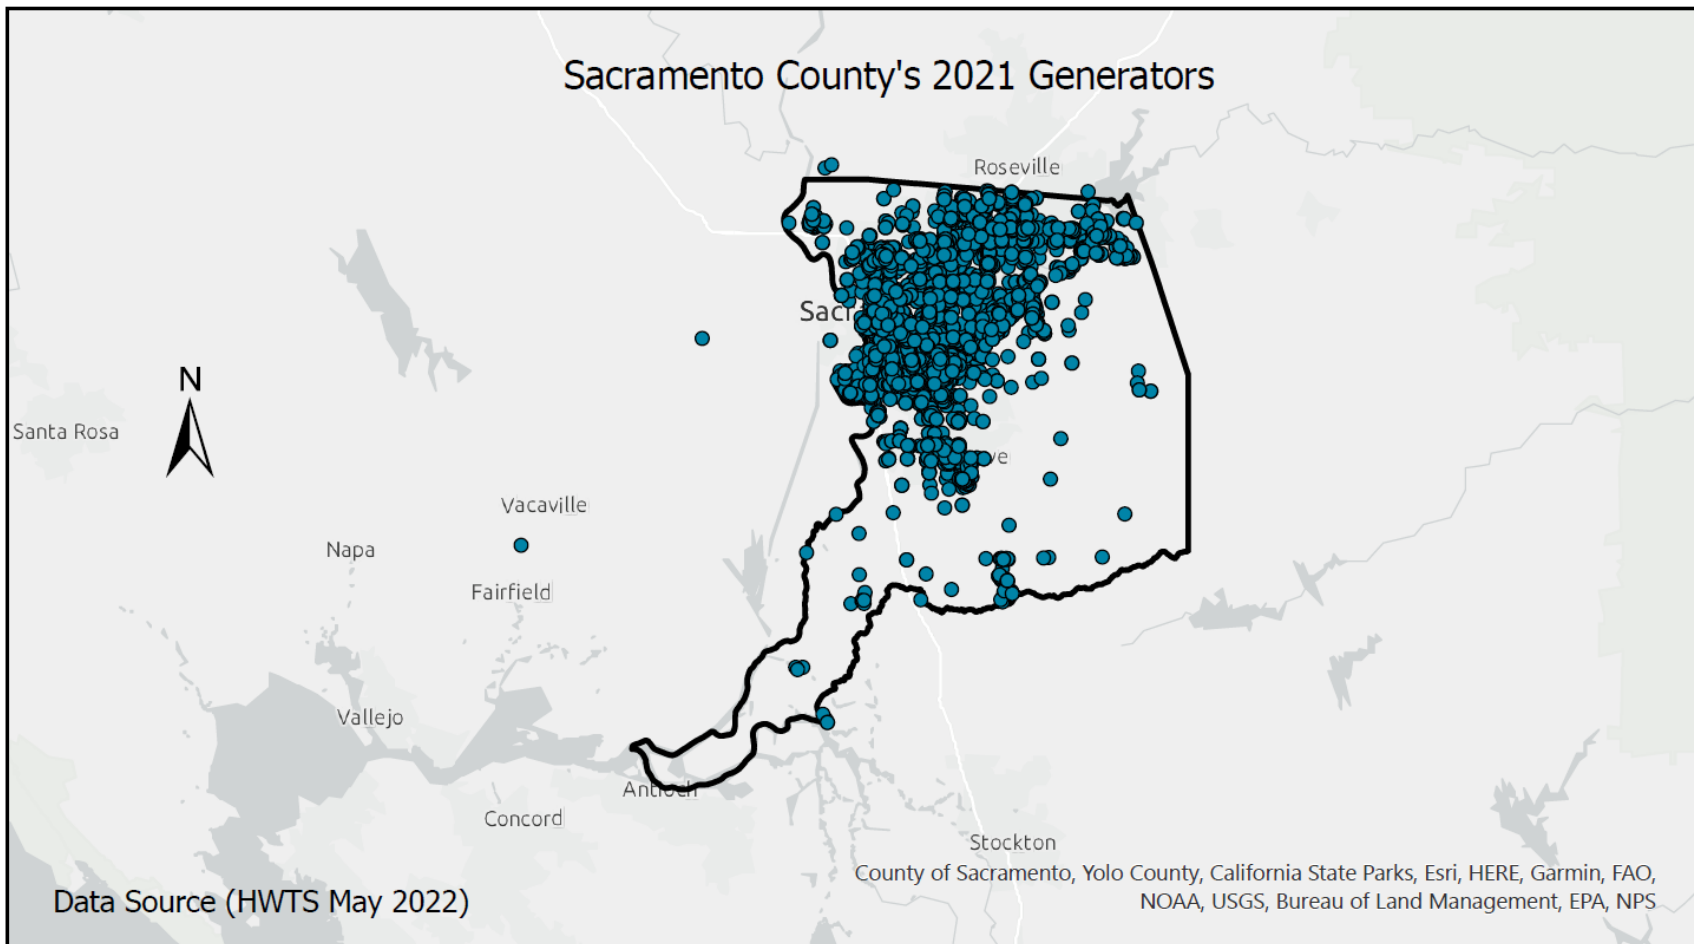 Sacramento County's 2021 Generators
Roseville
N
Santa Rosa
Vacaville
Napa
Fairfield
Vallejo
Antioch
Concord
Stockton
County of Sacramento, Yolo County, California State Parks, Esri, HERE, Garmin, FAO,
NOAA, USGS, Bureau of Land Management, EPA, NPS
Data Source (HWTS May 2022)